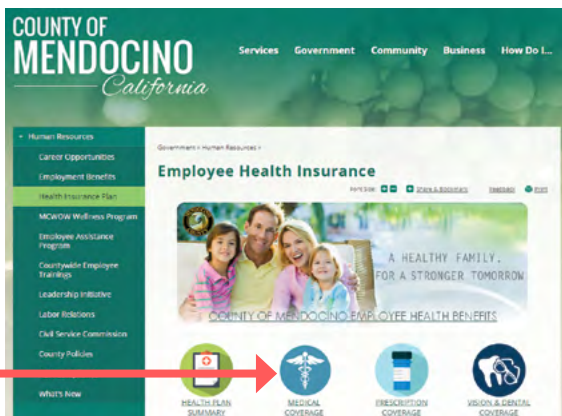 COUNTY OF
MENDOCINO
California
Services Government Community Business How Do I...
Human Resources
Career Opportunities
Employment Benefits
Health Insurance Plan
MCWOW Wellness Program
Employee Assistance
Program
Countywide Employee
Trainings
Leadership Initiative
Labor Relations
Civil Service Commission
County Policies
What's New
Government › Human Resources ›
Employee Health Insurance
Font Size: Share & Bookmark Feedback Print
A HEALTHY FAMILY.
FOR A STRONGER TOMORROW
COUNTY OF MENDOCINO EMPLOYEE HEALTH BENEFITS
HEALTH PLAN
SUMMARY
MEDICAL
COVERAGE
PRESCRIPTION
COVERAGE
VISION & DENTAL
COVERAGE